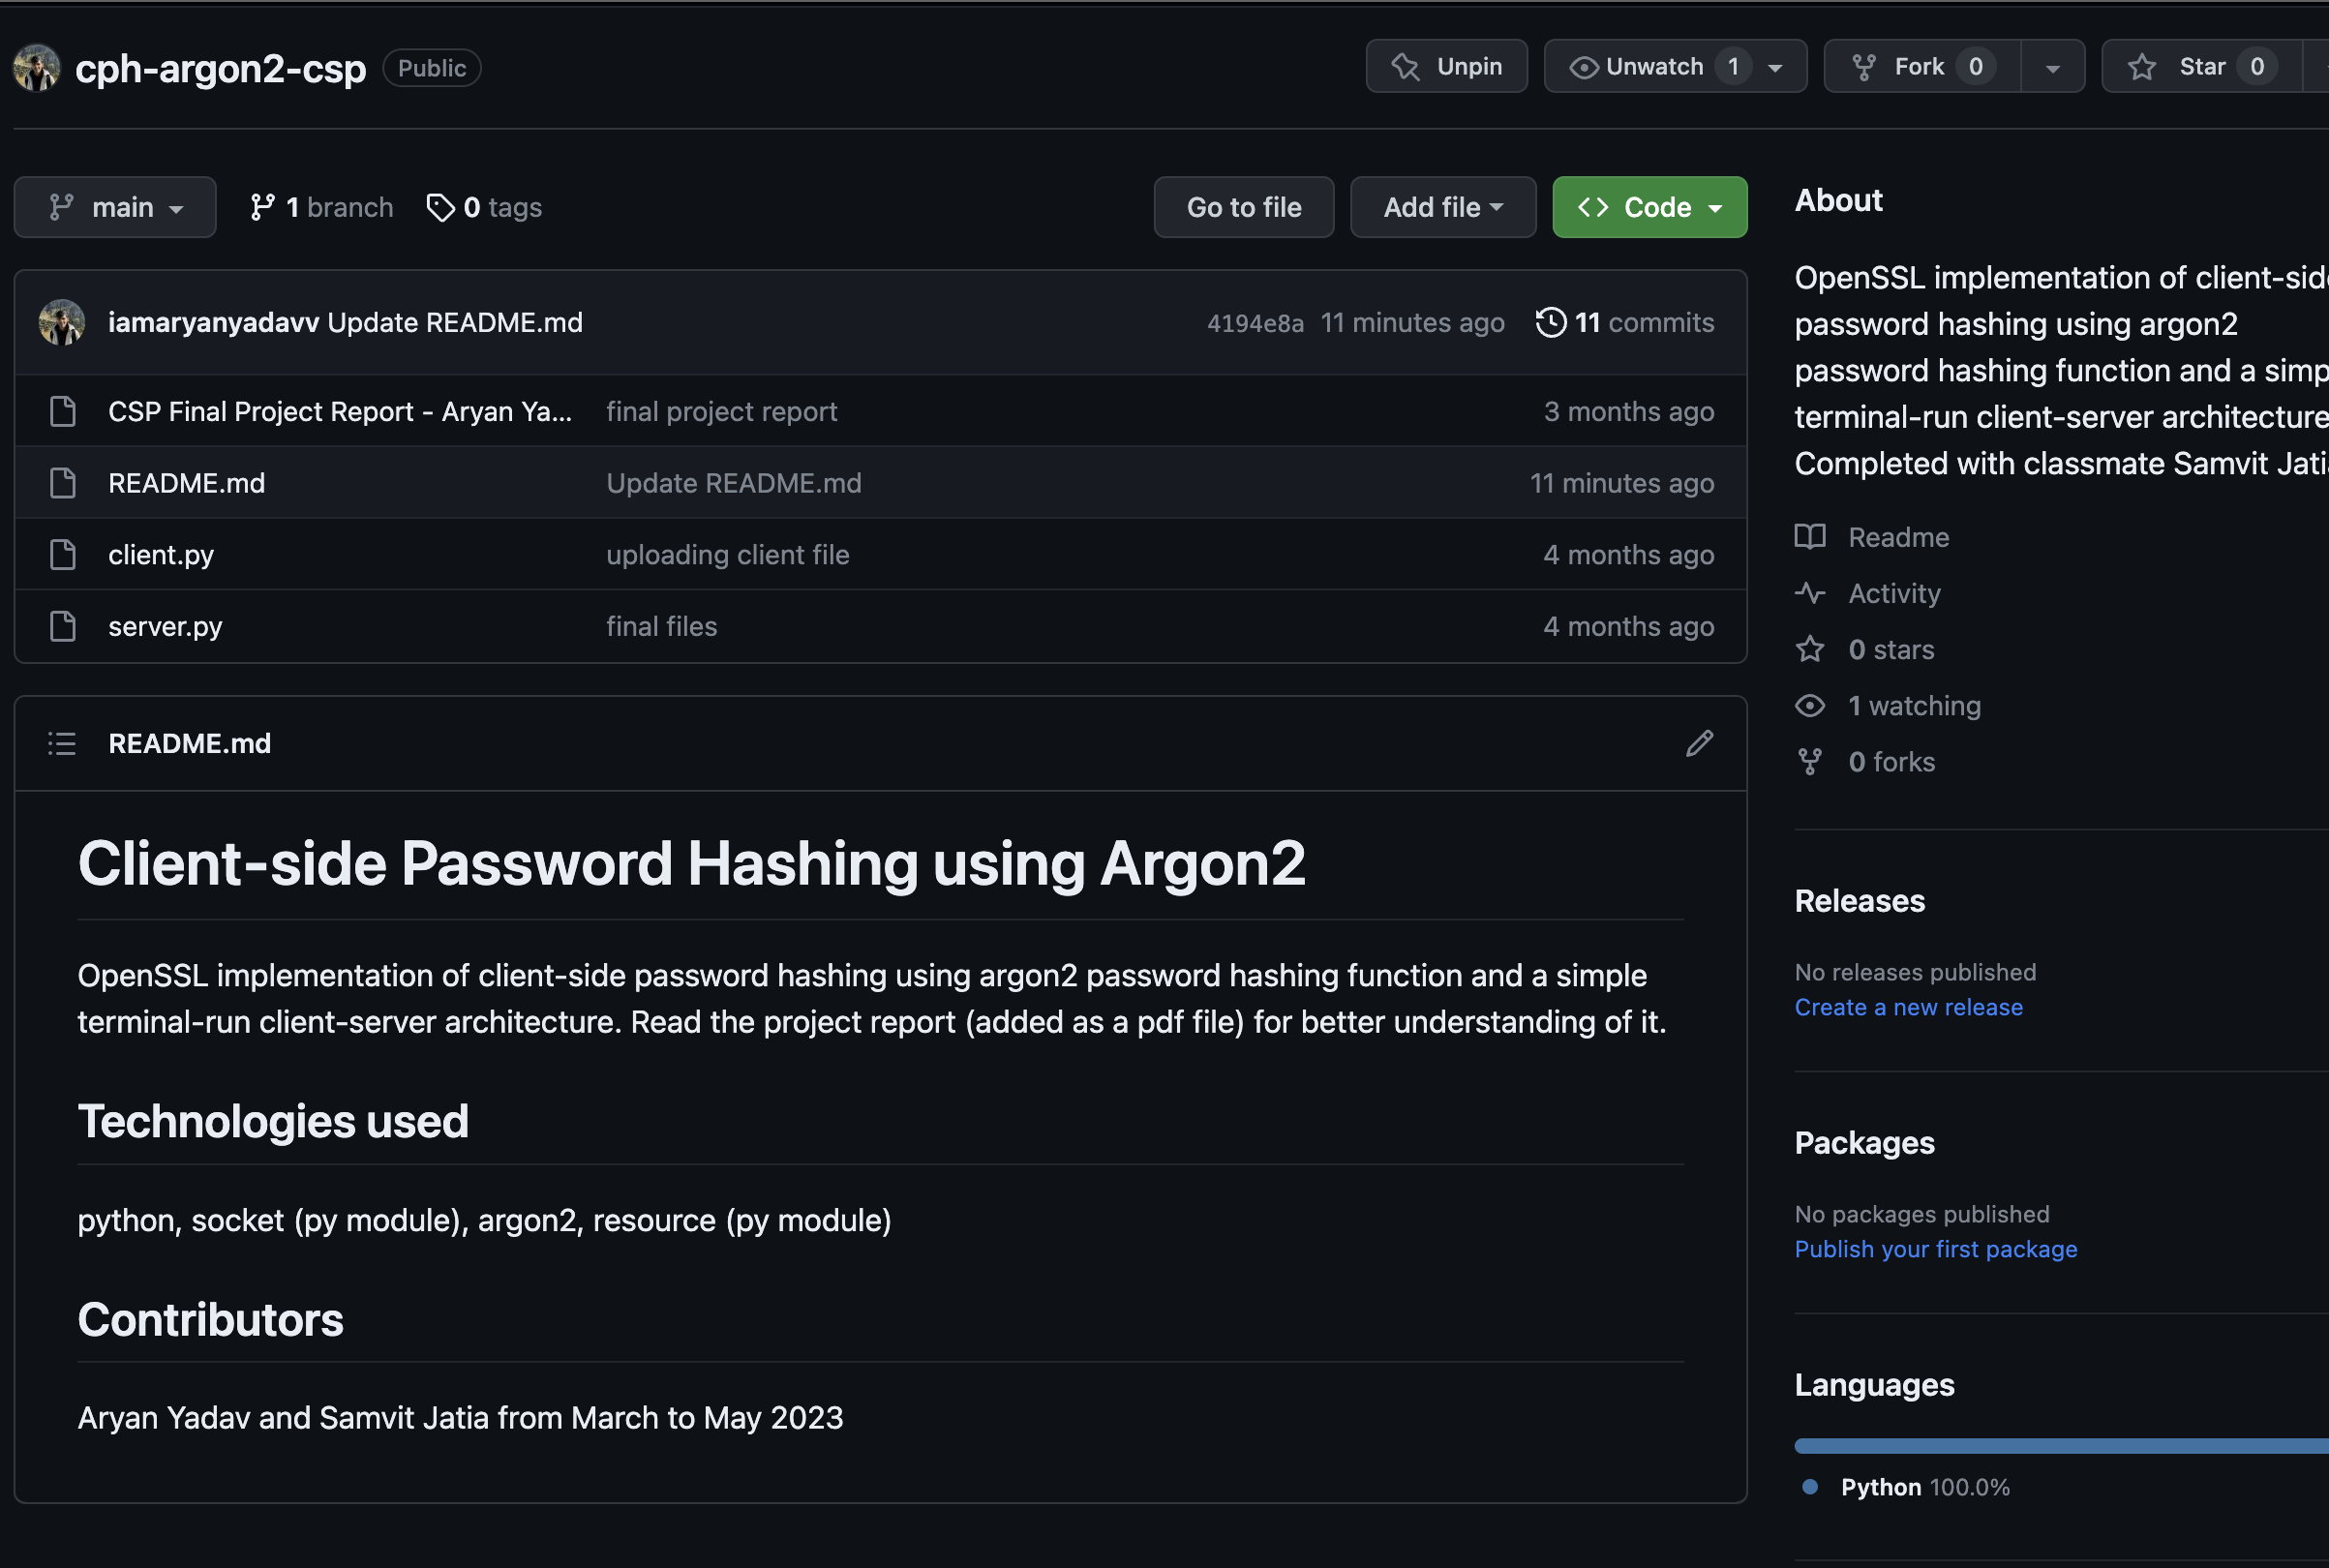 cph-argon2-csp Public Unpin Unwatch 1 Fork 0 Star 0
main 1 branch 0 tags Go to file Add file Code
iamaryanyadavv Update README.md 4194e8a 11 minutes ago 11 commits
CSP Final Project Report - Aryan Ya... final project report 3 months ago
README.md Update README.md 11 minutes ago
client.py uploading client file 4 months ago
server.py final files 4 months ago
README.md
Client-side Password Hashing using Argon2
OpenSSL implementation of client-side password hashing using argon2 password hashing function and a simple
terminal-run client-server architecture. Read the project report (added as a pdf file) for better understanding of it.
Technologies used
python, socket (py module), argon2, resource (py module)
Contributors
Aryan Yadav and Samvit Jatia from March to May 2023
About
OpenSSL implementation of client-sid
password hashing using argon2
password hashing function and a simp
terminal-run client-server architecture
Completed with classmate Samvit Jati
Readme
Activity
0 stars
1 watching
0 forks
Releases
No releases published
Create a new release
Packages
No packages published
Publish your first package
Languages
Python 100.0%